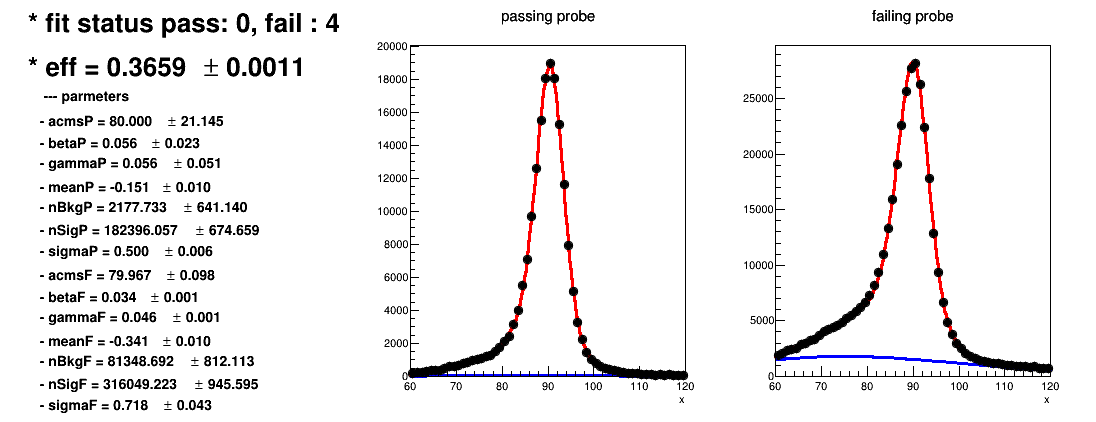 * fit status pass: 0, fail : 4
* eff = 0.3659 ± 0.0011
--- parmeters
- acmsP = 80.000 ± 21.145
- betaP = 0.056 ± 0.023
- gammaP = 0.056 ± 0.051
- meanP = -0.151 ± 0.010
- nBkgP = 2177.733 ± 641.140
- nSigP = 182396.057 ± 674.659
- sigmaP = 0.500 ± 0.006
- acmsF = 79.967 ± 0.098
- betaF = 0.034 ± 0.001
- gammaF = 0.046 ± 0.001
- meanF = -0.341 ± 0.010
- nBkgF = 81348.692 ± 812.113
- nSigF = 316049.223 ± 945.595
- sigmaF = 0.718 ± 0.043
passing probe
20000
18000
16000
14000
12000
10000
8000
6000
4000
2000
0
60 70 80 90 100 110 120
x
failing probe
25000
20000
15000
10000
5000
0
60 70 80 90 100 110 120
x